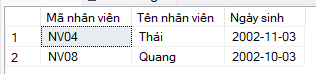 Mã nhân viên Tên nhân viên Ngày sinh
1 NV04 Thái 2002-11-03
2 NV08 Quang 2002-10-03